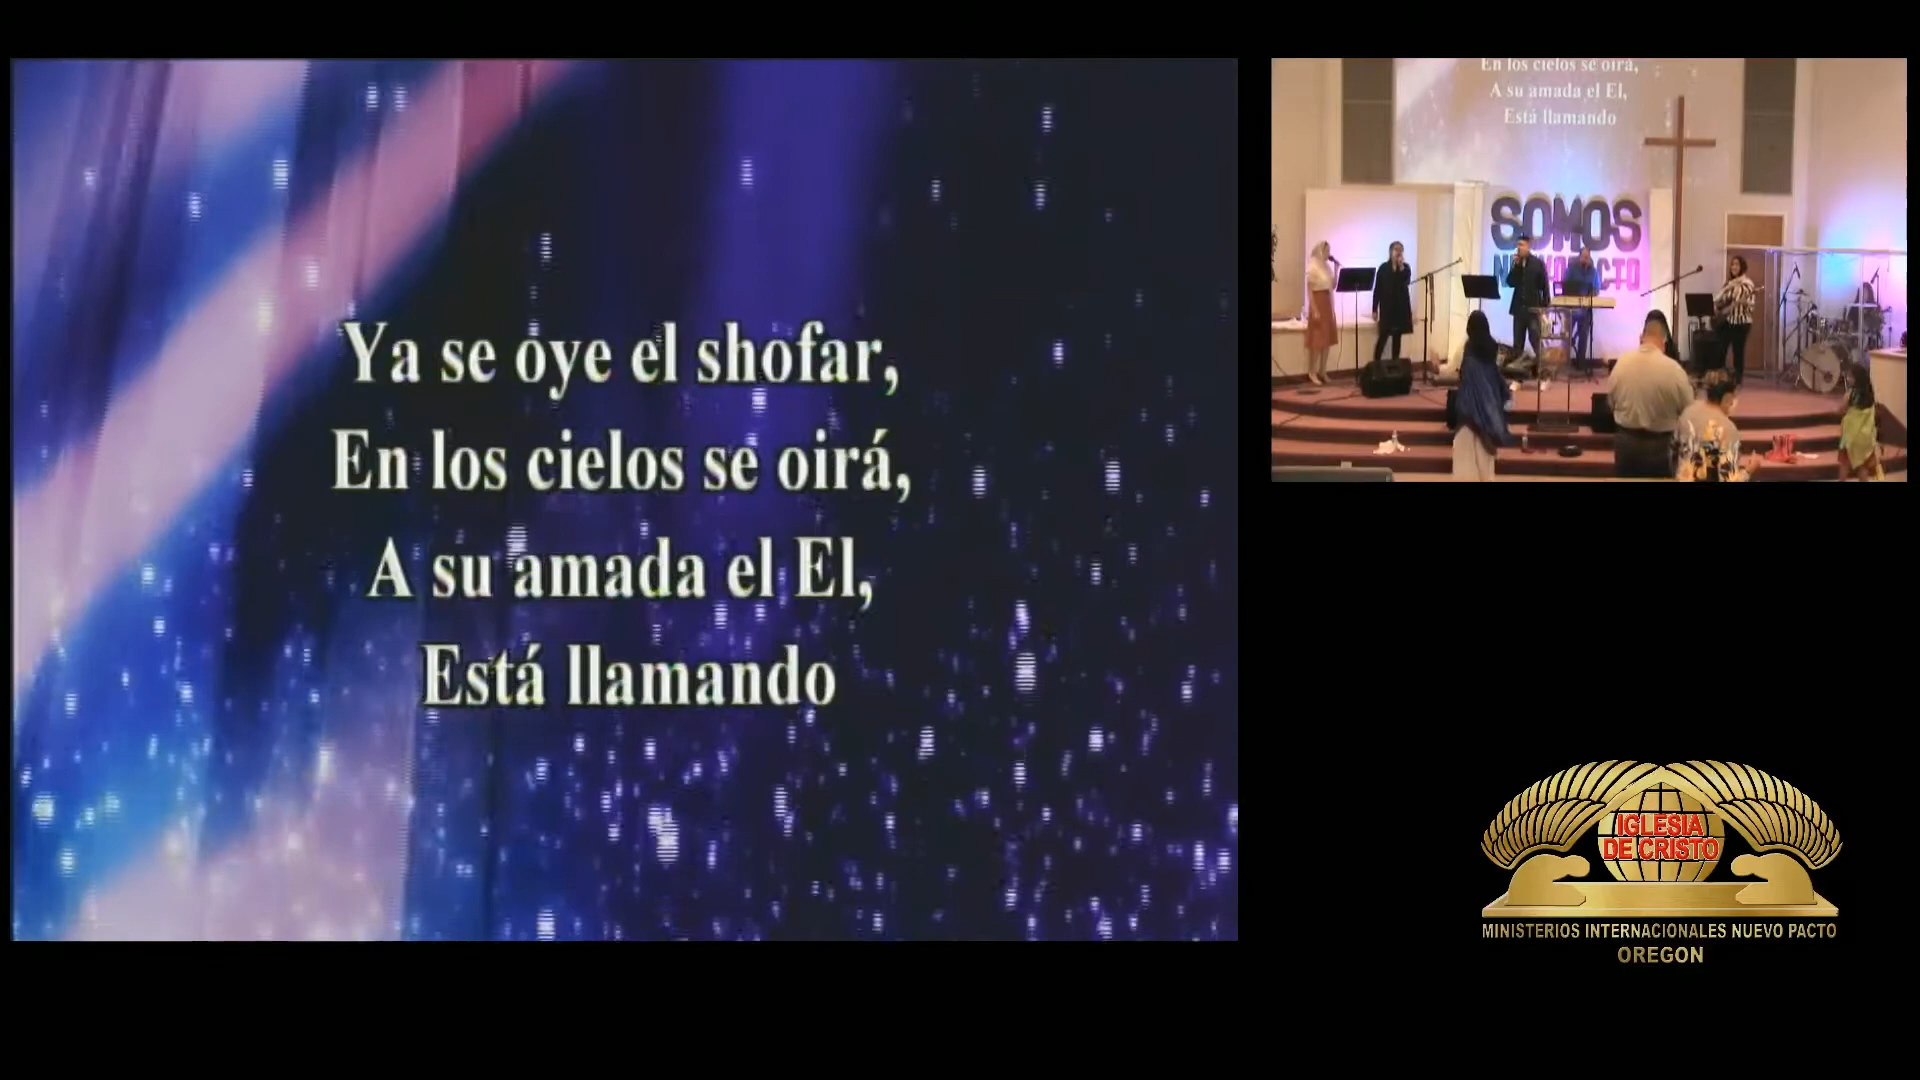 Ya se oye el shofar,
En los cielos se oirá,
A su amada el El,
Está llamando
En los cielos se oirá,
A su amada el El,
Está llamando
SOMOS
IGLESIA
DE CRISTO
MINISTERIOS INTERNACIONALES NUEVO PACTO
OREGON